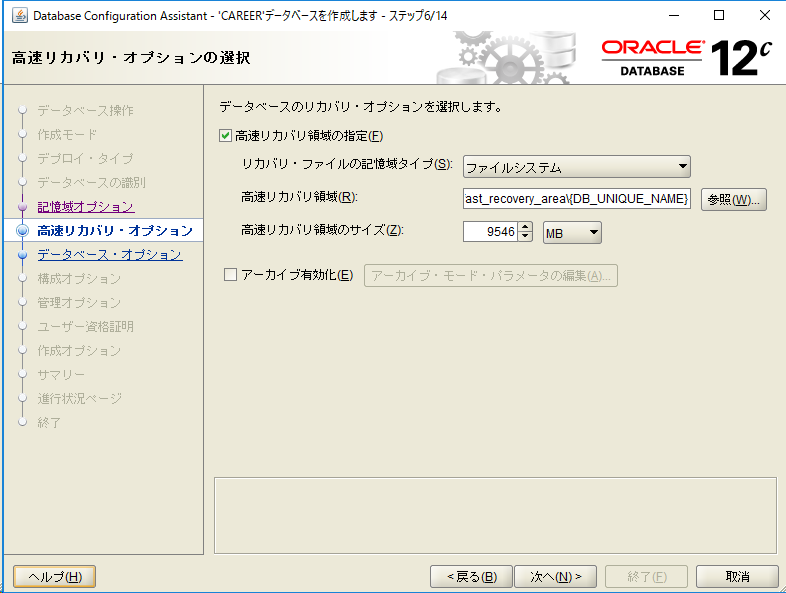 Database Configuration Assistant - 'CAREER'データベースを作成します - ステップ6/14
高速リカバリ・オプションの選択
ORACLE
DATABASE
12c
データベース操作
作成モード
デプロイ・タイプ
データベースの識別
記憶域オプション
高速リカバリ・オプション
データベース・オプション
構成オプション
管理オプション
ユーザー資格証明
作成オプション
サマリー
進行状況ページ
終了
データベースのリカバリ・オプションを選択します。
高速リカバリ領域の指定(F)
リカバリ・ファイルの記憶域タイプ(S): ファイルシステム
高速リカバリ領域(R): ast_recovery_area\{DB_UNIQUE_NAME} 参照(W)...
高速リカバリ領域のサイズ(Z): 9546 MB
アーカイブ有効化(E) アーカイブ・モード・パラメータの編集(A)...
ヘルプ(H) <戻る(B) 次へ(N)> 終了(F) 取消